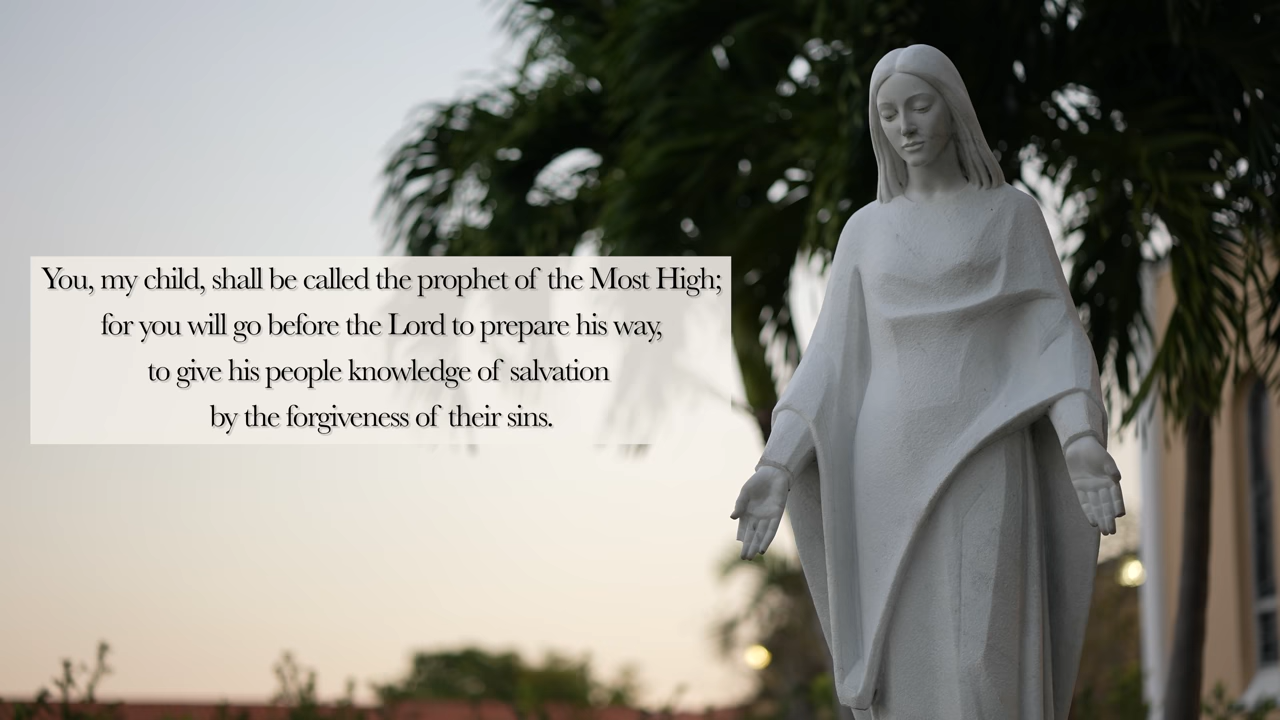 You, my child, shall be called the prophet of the Most High;
for you will go before the Lord to prepare his way,
to give his people knowledge of salvation
by the forgiveness of their sins.